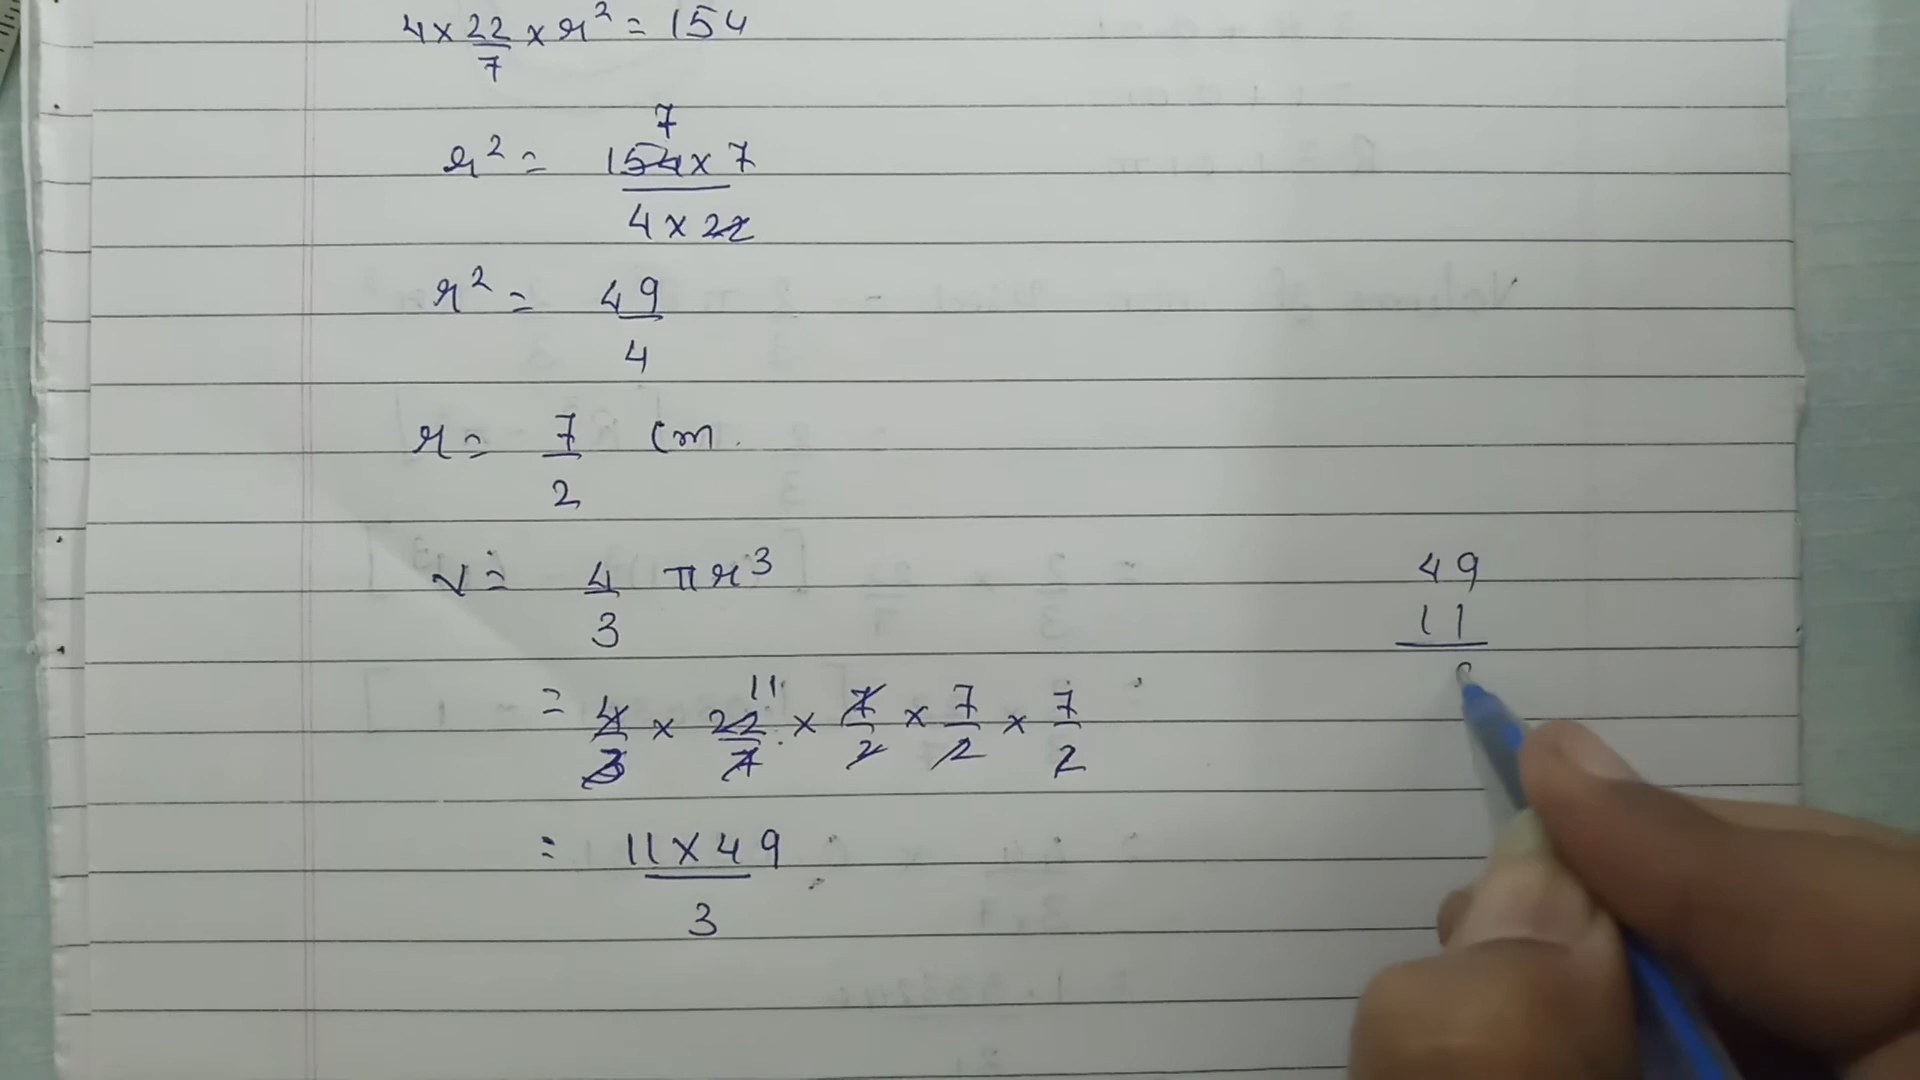 4 × 22/7 × r² = 154
7
r² = 154 × 7 / 4 × 22
r² = 49/4
r = 7/2 cm.
v = 4/3 πr³
11
= 4/3 × 22/7 × 7/2 × 7/2 × 7/2
= 11 × 49 / 3
49
11